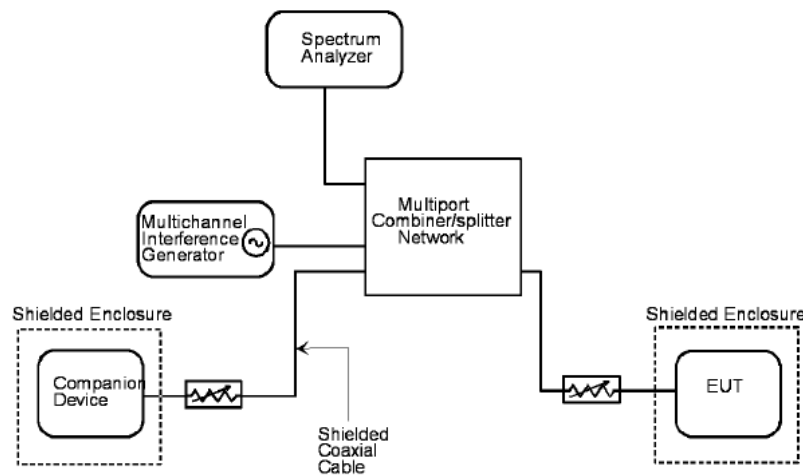 Spectrum
Analyzer
Multiport
Combiner/splitter
Network
Multichannel
Interference
Generator
Shielded Enclosure
Companion
Device
Shielded
Coaxial
Cable
Shielded Enclosure
EUT